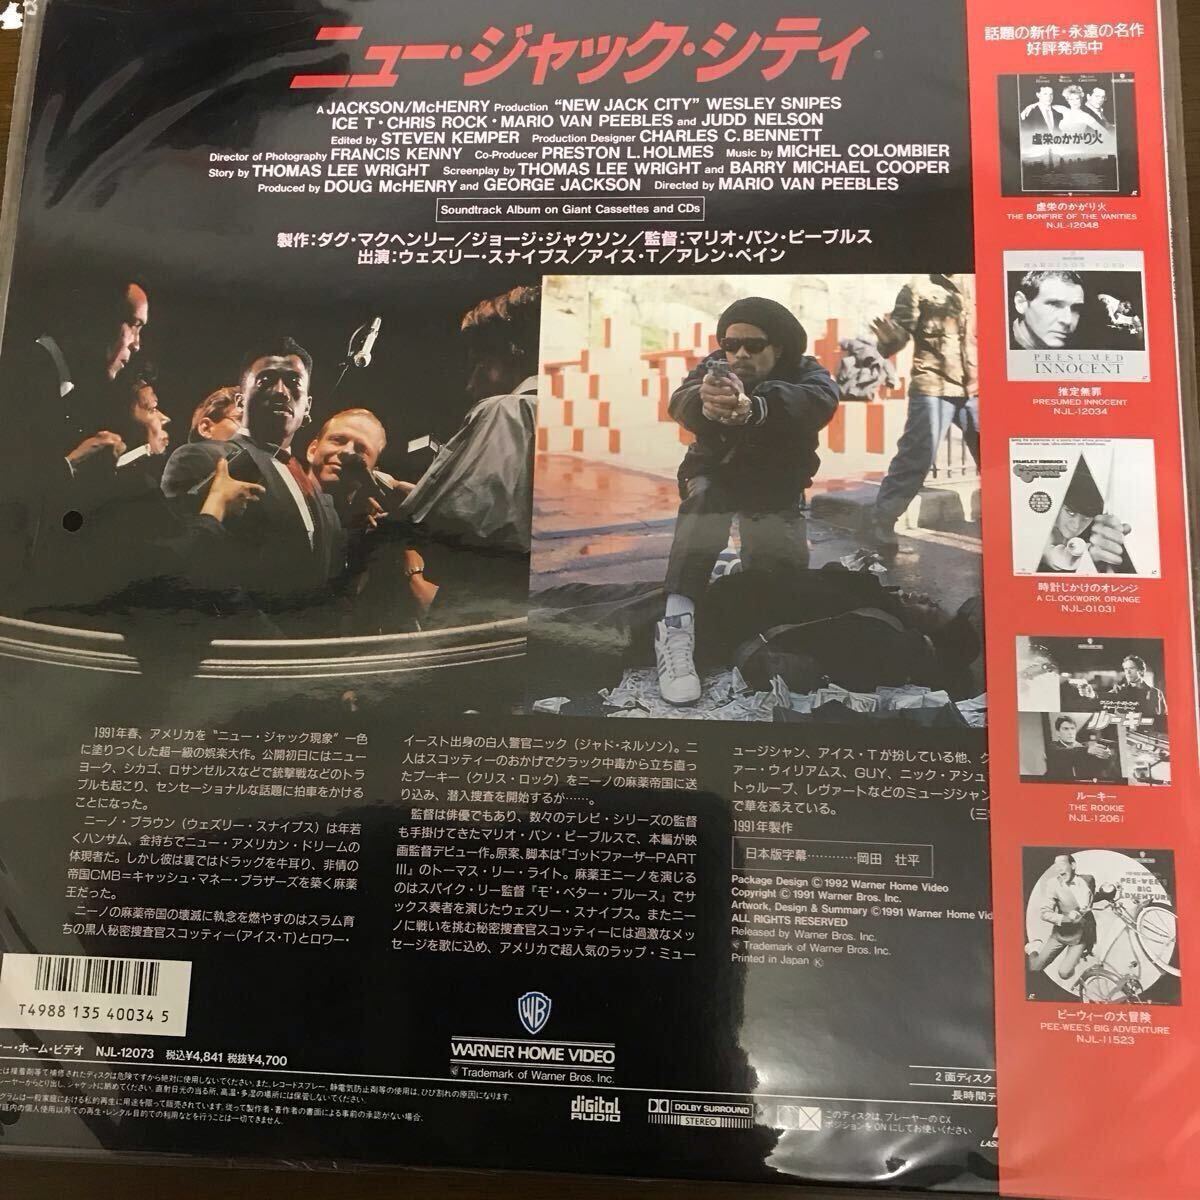 ニュー・ジャック・シティ
A JACKSON/McHENRY Production "NEW JACK CITY" WESLEY SNIPES
ICE T・CHRIS ROCK・MARIO VAN PEEBLES and JUDD NELSON
Edited by STEVEN KEMPER Production Designer CHARLES C. BENNETT
Director of Photography FRANCIS KENNY Co-Producer PRESTON L. HOLMES Music by MICHEL COLOMBIER
Story by THOMAS LEE WRIGHT Screenplay by THOMAS LEE WRIGHT and BARRY MICHAEL COOPER
Produced by DOUG McHENRY and GEORGE JACKSON Directed by MARIO VAN PEEBLES
Soundtrack Album on Giant Cassettes and CDs
製作：ダグ・マクヘンリー／ジョージ・ジャクソン／監督：マリオ・バン・ピーブルス
出演：ウェズリー・スナイプス／アイス・T／アレン・ペイン
1991年春、アメリカを“ニュー・ジャック現象”一色
に塗りつくした超一級の娯楽大作。公開初日にはニュー
ヨーク、シカゴ、ロサンゼルスなどで銃撃戦などのトラ
ブルも起こり、センセーショナルな話題に拍車をかける
ことになった。
ニーノ・ブラウン（ウェズリー・スナイプス）は年若
くハンサム、金持ちでニュー・アメリカン・ドリームの
体現者だ。しかし彼は裏ではドラッグを牛耳り、非情の
帝国CMB＝キャッシュ・マネー・ブラザーズを築く麻薬
王だった。
ニーノの麻薬帝国の壊滅に執念を燃やすのはスラム育
ちの黒人秘密捜査官スコッティー（アイス・T）とロワー・
イースト出身の白人警官ニック（ジャド・ネルソン）。二
人はスコッティーのおかげでクラック中毒から立ち直っ
たプーキー（クリス・ロック）をニーノの麻薬帝国に送
り込み、潜入捜査を開始するが……。
監督は俳優でもあり、数々のテレビ・シリーズの監督
も手掛けてきたマリオ・バン・ピーブルスで、本編が映
画監督デビュー作。原案、脚本は『ゴッドファーザーPART
III』のトーマス・リー・ライト。麻薬王ニーノを演じる
のはスパイク・リー監督『モ'・ベター・ブルース』でサ
ックス奏者を演じたウェズリー・スナイプス。またニー
ノに戦いを挑む秘密捜査官スコッティーには過激なメッ
セージを歌に込め、アメリカで超人気のラップ・ミュー
ュージシャン、アイス・Tが扮している他、ク
ァー・ウィリアムス、GUY、ニック・アシュ
トゥループ、レヴァートなどのミュージシャン
で華を添えている。
1991年製作
日本版字幕…………岡田 壮平
Package Design Ⓒ 1992 Warner Home Video
Copyright Ⓒ 1991 Warner Bros. Inc.
Artwork, Design & Summary Ⓒ1991 Warner Home Vid
ALL RIGHTS RESERVED
Released by Warner Bros. Inc.
Trademark of Warner Bros. Inc.
Printed in Japan Ⓚ
T4988 135 40034 5
WB
WARNER HOME VIDEO
Trademark of Warner Bros. Inc.
ナー・ホーム・ビデオ NJL-12073 税込¥4,841 税抜¥4,700
2面ディスク
長時間デ
digital AUDIO
DOLBY SURROUND
STEREO
このディスクは、プレーヤーのCX
ポジションをONにしてお使いください
話題の新作・永遠の名作
好評発売中
虚栄のかがり火
虚栄のかがり火
THE BONFIRE OF THE VANITIES
NJL-12048
HARRISON FORD
PRESUMED
INNOCENT
推定無罪
PRESUMED INNOCENT
NJL-12034
時計じかけのオレンジ
A CLOCKWORK ORANGE
NJL-01031
ルーキー
ルーキー
THE ROOKIE
NJL-12061
PEE-WEE'S
BIG
ADVENTURE
ピーウィーの大冒険
PEE-WEE'S BIG ADVENTURE
NJL-11523